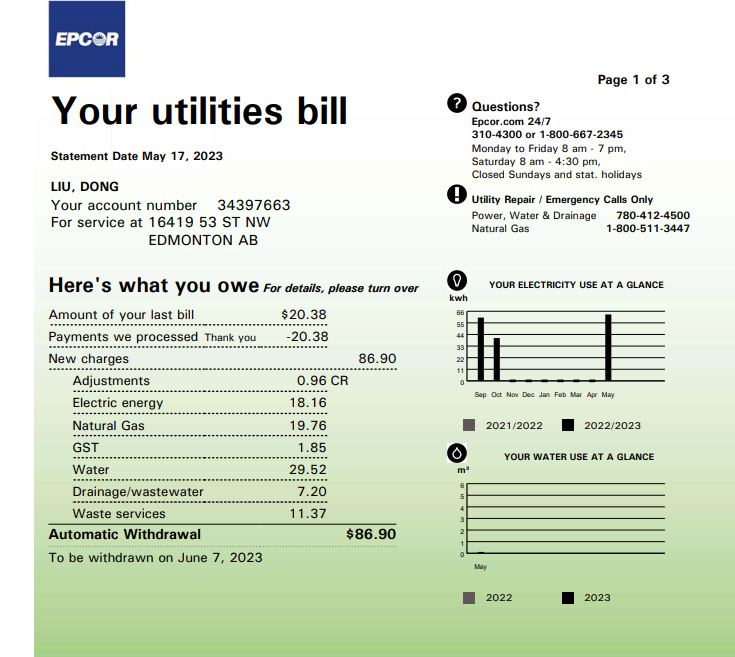 EPCOR
Page 1 of 3
Your utilities bill
Statement Date May 17, 2023
LIU, DONG
Your account number 34397663
For service at 16419 53 ST NW
EDMONTON AB
? Questions?
Epcor.com 24/7
310-4300 or 1-800-667-2345
Monday to Friday 8 am - 7 pm,
Saturday 8 am - 4:30 pm,
Closed Sundays and stat. holidays
! Utility Repair / Emergency Calls Only
Power, Water & Drainage 780-412-4500
Natural Gas 1-800-511-3447
Here's what you owe For details, please turn over
Amount of your last bill $20.38
Payments we processed Thank you -20.38
New charges 86.90
Adjustments 0.96 CR
Electric energy 18.16
Natural Gas 19.76
GST 1.85
Water 29.52
Drainage/wastewater 7.20
Waste services 11.37
Automatic Withdrawal $86.90
To be withdrawn on June 7, 2023
YOUR ELECTRICITY USE AT A GLANCE
kwh
66
55
44
33
22
11
0
Sep Oct Nov Dec Jan Feb Mar Apr May
2021/2022 2022/2023
YOUR WATER USE AT A GLANCE
m³
6
5
4
3
2
1
0
May
2022 2023